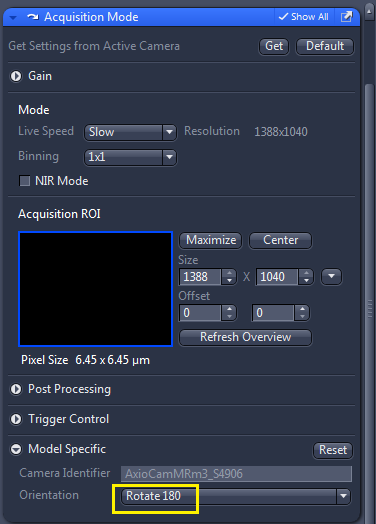 Acquisition Mode Show All
Get Settings from Active Camera Get Default
Gain
Mode
Live Speed Slow Resolution 1388x1040
Binning 1x1
NIR Mode
Acquisition ROI
Maximize Center
Size
1388 X 1040
Offset
0 0
Refresh Overview
Pixel Size 6.45 x 6.45 µm
Post Processing
Trigger Control
Model Specific Reset
Camera Identifier AxioCamMRm3_S4906
Orientation Rotate 180